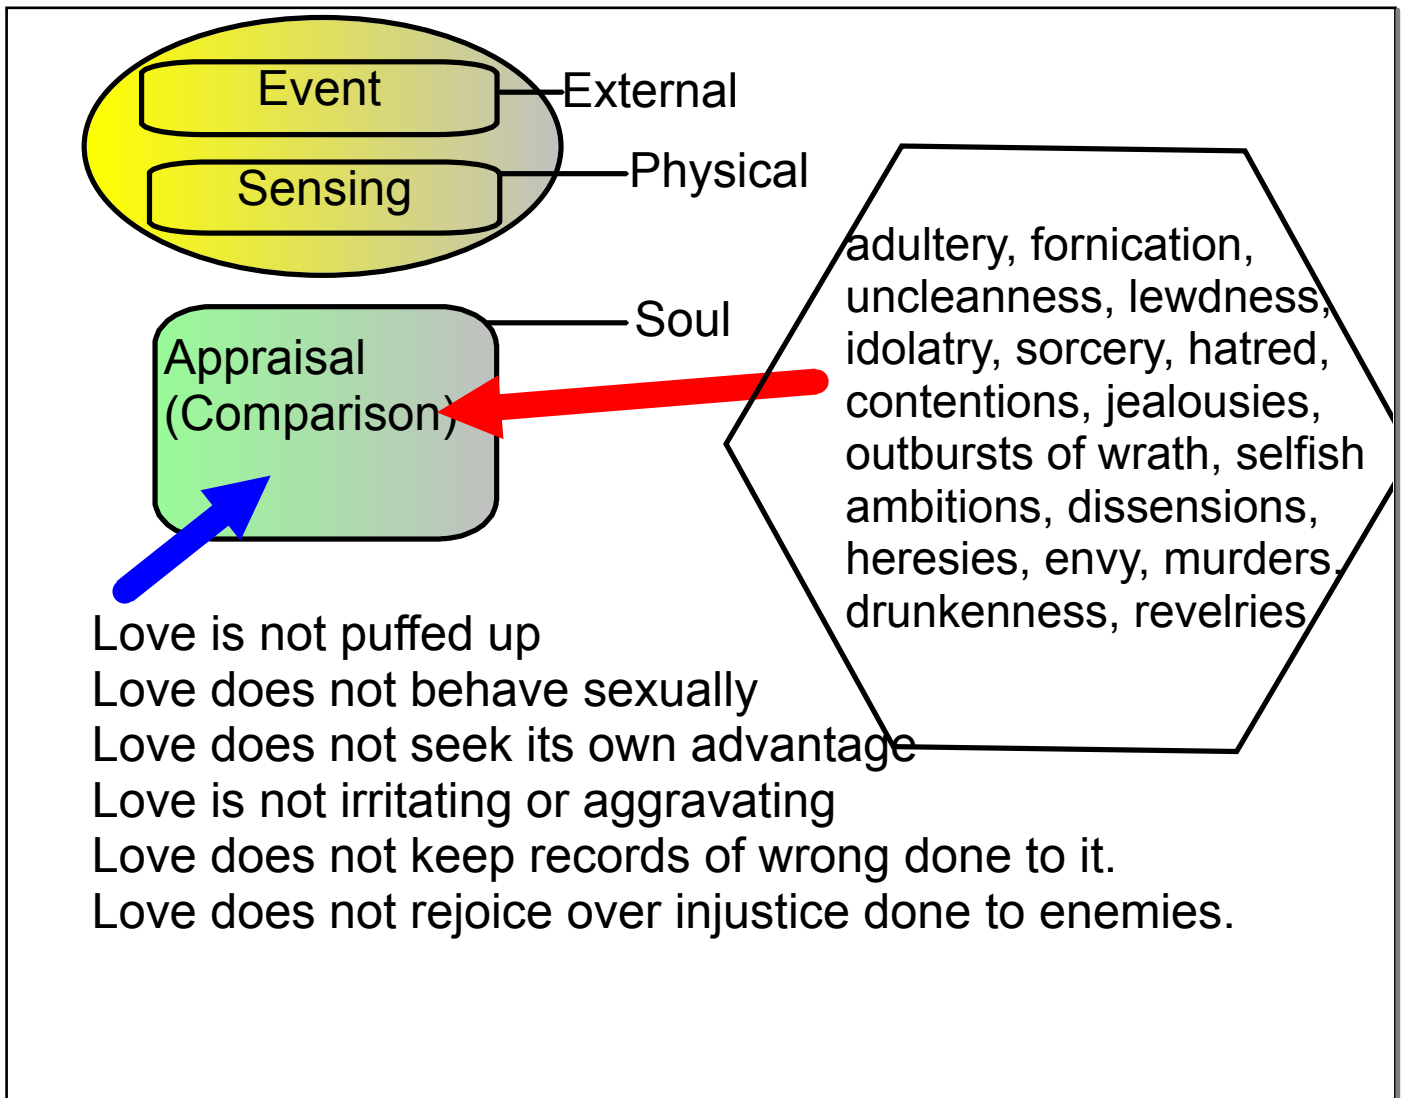 Event
External
Sensing
Physical
Soul
Appraisal
(Comparison)
adultery, fornication,
uncleanness, lewdness,
idolatry, sorcery, hatred,
contentions, jealousies,
outbursts of wrath, selfish
ambitions, dissensions,
heresies, envy, murders.
drunkenness, revelries
Love is not puffed up
Love does not behave sexually
Love does not seek its own advantage
Love is not irritating or aggravating
Love does not keep records of wrong done to it.
Love does not rejoice over injustice done to enemies.